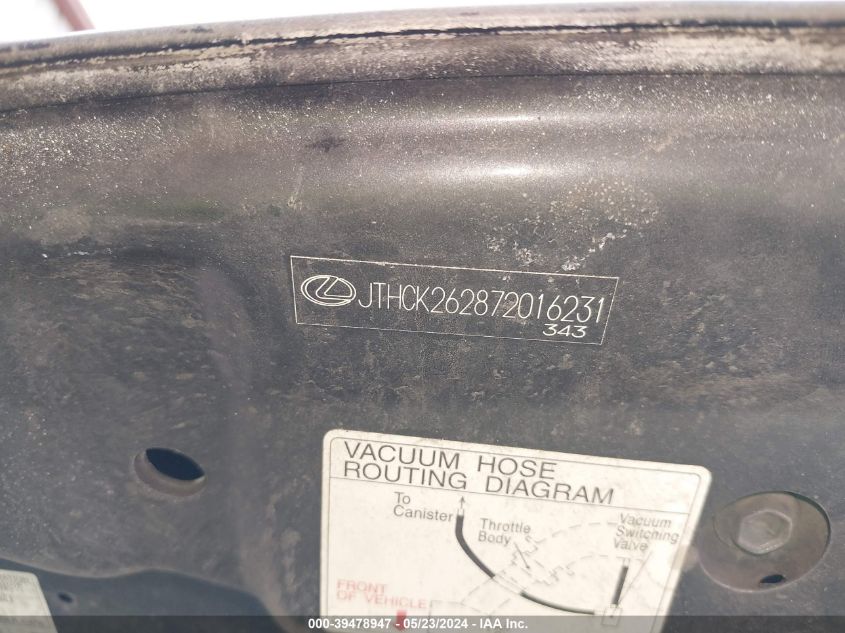 JTHCK262872016231
343
VACUUM HOSE
ROUTING DIAGRAM
To
Canister
Throttle
Body
Vacuum
Switching
Valve
FRONT
OF VEHICLE
000-39478947 | 05/23/2024 - IAA Inc.